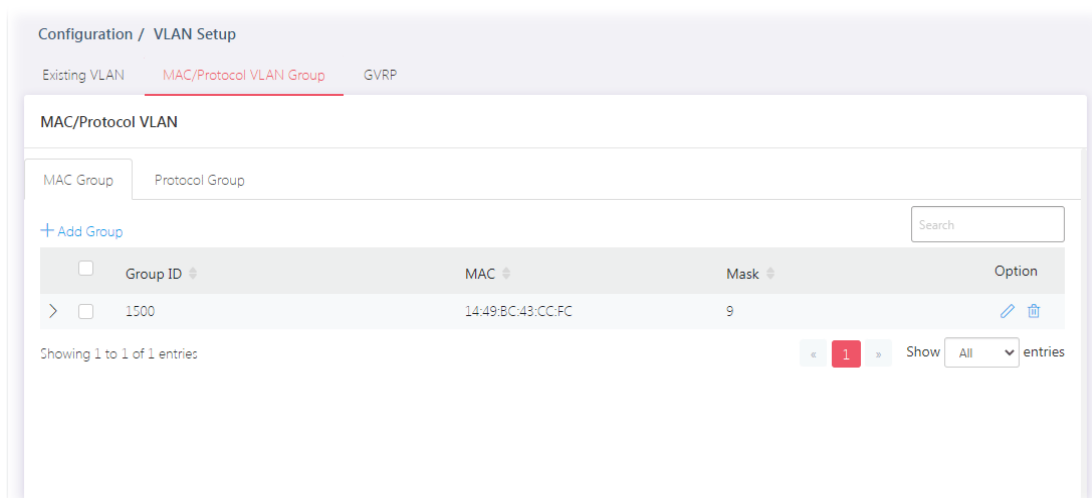 Configuration / VLAN Setup
Existing VLAN MAC/Protocol VLAN Group GVRP
MAC/Protocol VLAN
MAC Group Protocol Group
+ Add Group Search
Group ID MAC Mask Option
1500 14:49:BC:43:CC:FC 9
Showing 1 to 1 of 1 entries « 1 » Show All entries